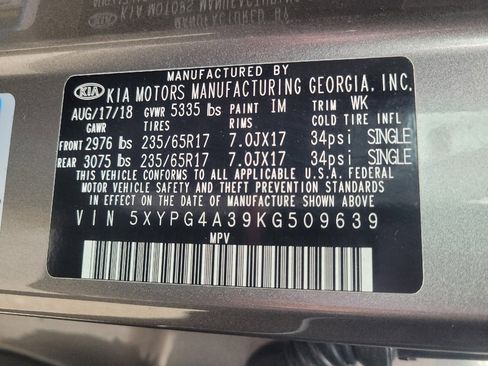 MANUFACTURED BY
KIA KIA MOTORS MANUFACTURING GEORGIA, INC.
AUG/17/18 GVWR 5335 lbs PAINT IM TRIM WK
GAWR TIRES RIMS COLD TIRE INFL
FRONT 2976 lbs 235/65R17 7.0JX17 34psi SINGLE
REAR 3075 lbs 235/65R17 7.0JX17 34psi SINGLE
THIS VEHICLE CONFORMS TO ALL APPLICABLE U.S.A. FEDERAL
MOTOR VEHICLE SAFETY, BUMPER, AND THEFT PREVENTION
STANDARDS IN EFFECT ON THE DATE OF MANUFACTURE SHOWN ABOVE
VIN 5XYPG4A39KG509639
MPV